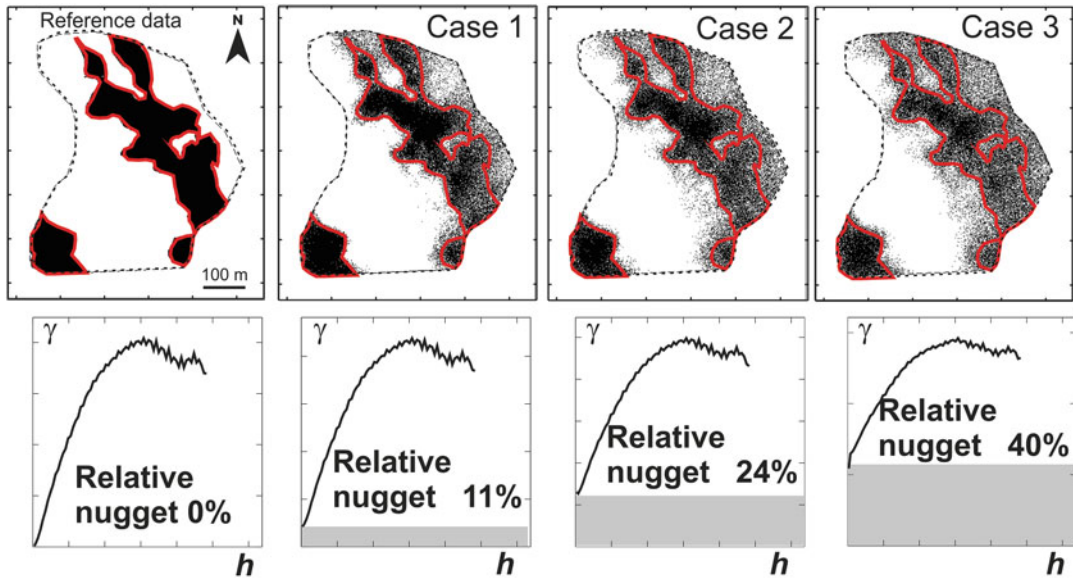 Reference data
N
100 m
Case 1
Case 2
Case 3
γ
Relative
nugget 0%
h
γ
Relative
nugget 11%
h
γ
Relative
nugget 24%
h
γ
Relative
nugget 40%
h